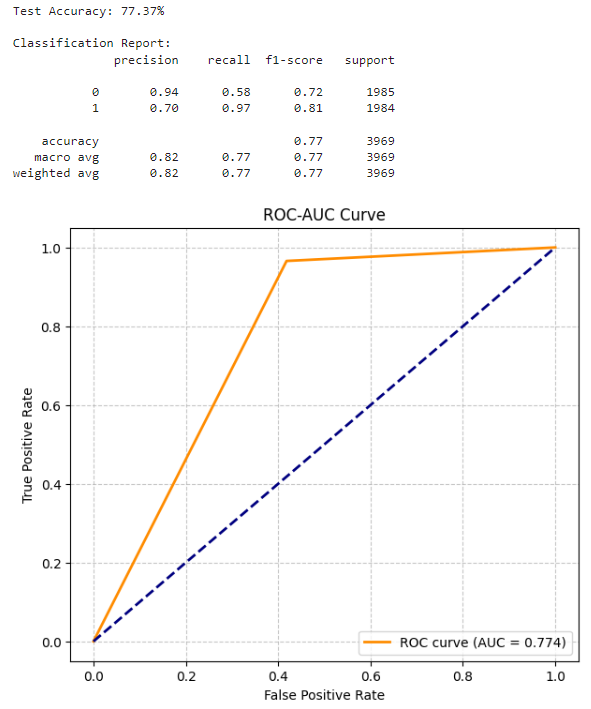 Test Accuracy: 77.37%
Classification Report:
precision recall f1-score support
0 0.94 0.58 0.72 1985
1 0.70 0.97 0.81 1984
accuracy 0.77 3969
macro avg 0.82 0.77 0.77 3969
weighted avg 0.82 0.77 0.77 3969
ROC-AUC Curve
1.0
0.8
0.6
0.4
0.2
0.0
True Positive Rate
ROC curve (AUC = 0.774)
0.0 0.2 0.4 0.6 0.8 1.0
False Positive Rate